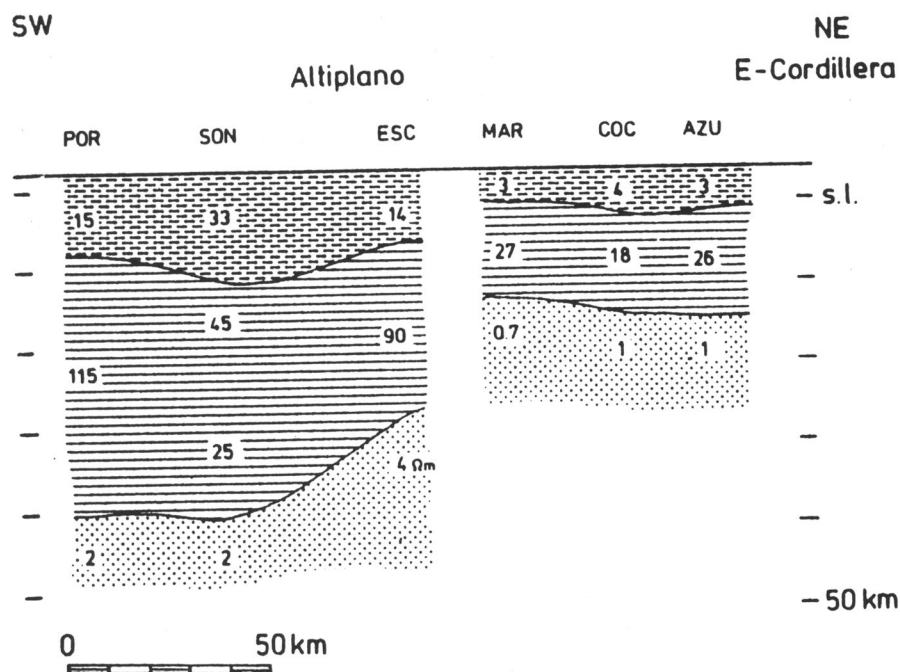 SW
NE
Altiplano
E-Cordillera
POR SON ESC MAR COC AZU
3 4 3
s.l.
15 33 14
27 18 26
45
90
0.7 1 1
115
25
4 Ωm
2 2
50 km
0 50 km